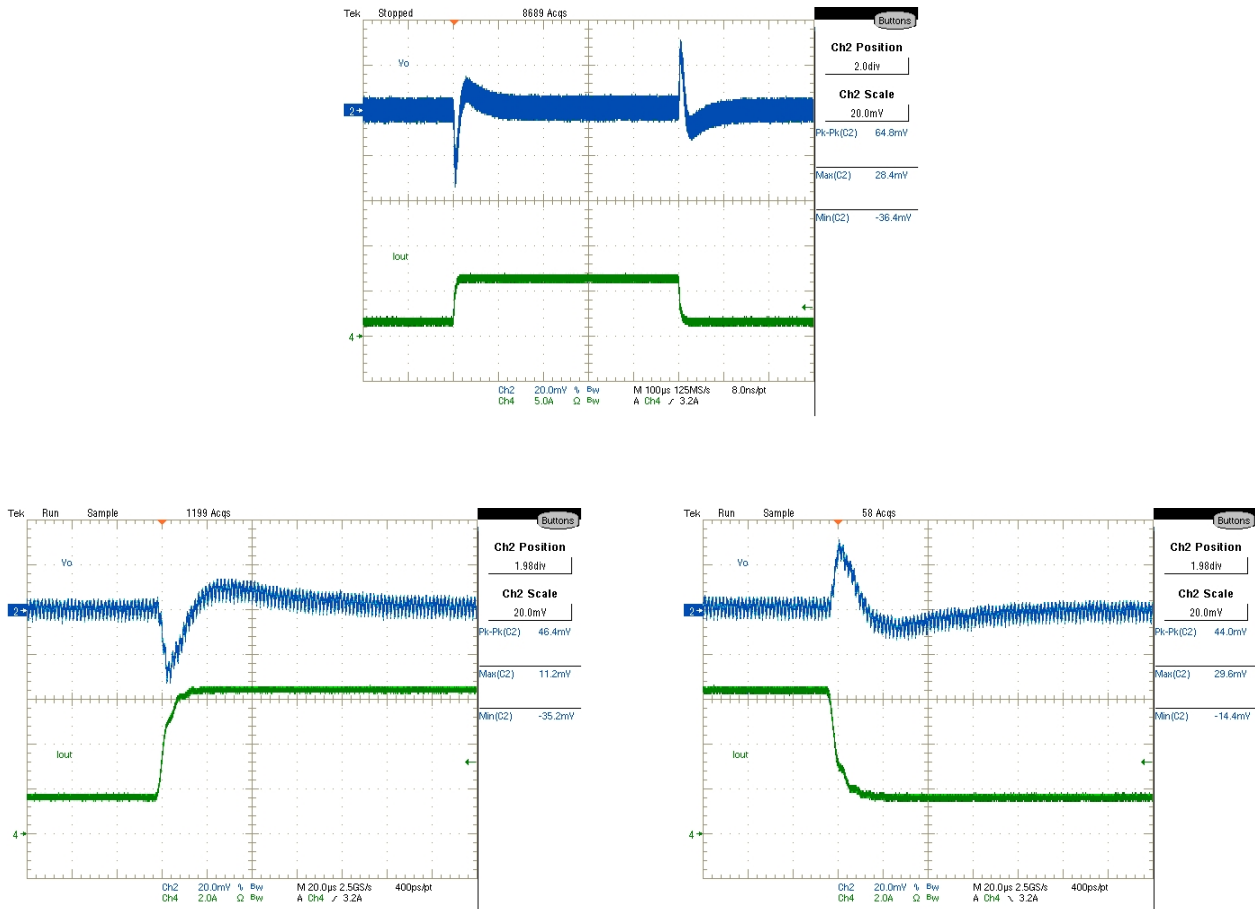 Tek Stopped 8689 Acqs
Buttons
Ch2 Position
2.0div
Ch2 Scale
20.0mV
Pk-Pk(C2) 64.8mV
Max(C2) 28.4mV
Min(C2) -36.4mV
Vo
2
Iout
4
Ch2 20.0mV ∿ Bw M 100µs 125MS/s 8.0ns/pt
Ch4 5.0A Ω Bw A Ch4 ∕ 3.2A
Tek Run Sample 1199 Acqs
Buttons
Ch2 Position
1.98div
Ch2 Scale
20.0mV
Pk-Pk(C2) 46.4mV
Max(C2) 11.2mV
Min(C2) -35.2mV
Vo
2
Iout
4
Ch2 20.0mV ∿ Bw M 20.0µs 2.5GS/s 400ps/pt
Ch4 2.0A Ω Bw A Ch4 ∕ 3.2A
Tek Run Sample 58 Acqs
Buttons
Ch2 Position
1.98div
Ch2 Scale
20.0mV
Pk-Pk(C2) 44.0mV
Max(C2) 29.6mV
Min(C2) -14.4mV
Vo
2
Iout
4
Ch2 20.0mV ∿ Bw M 20.0µs 2.5GS/s 400ps/pt
Ch4 2.0A Ω Bw A Ch4 \ 3.2A